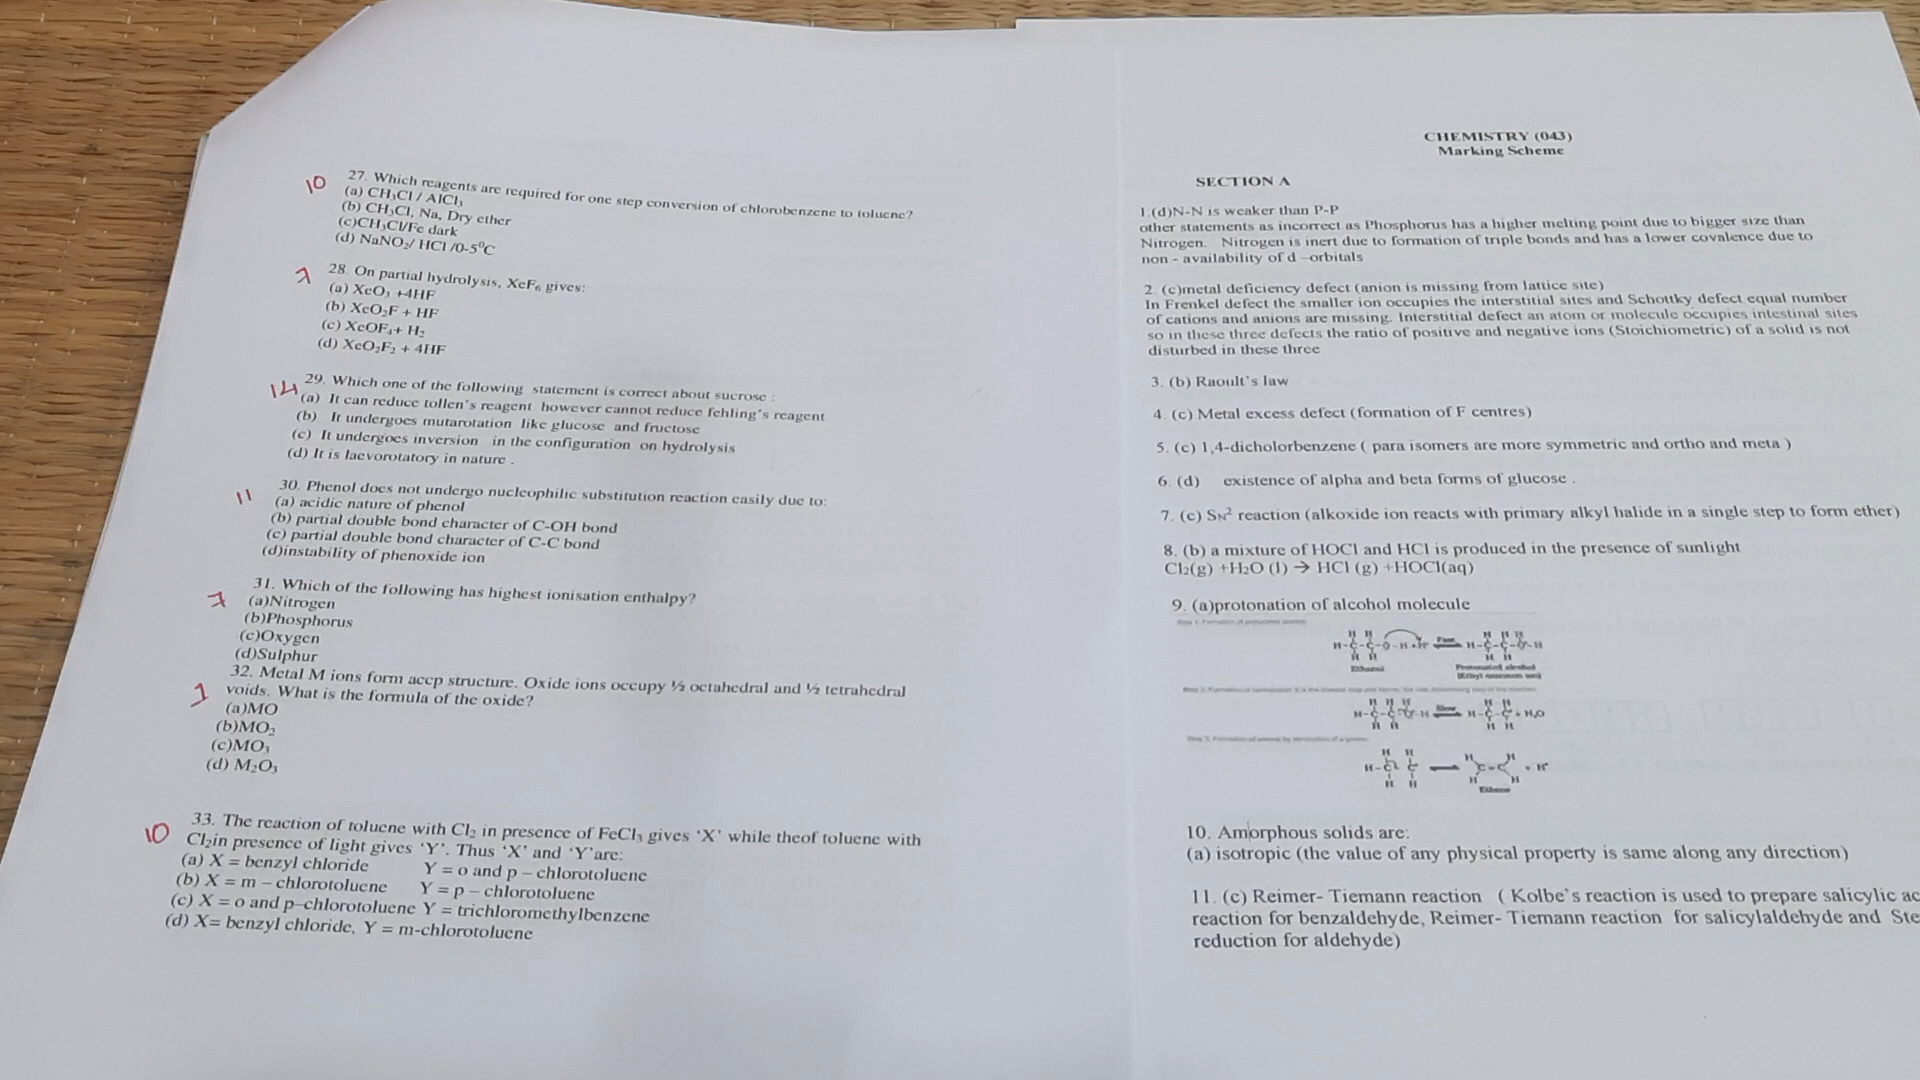 10
27. Which reagents are required for one step conversion of chlorobenzene to toluene?
(a) CH₃Cl / AlCl₃
(b) CH₃Cl, Na, Dry ether
(c)CH₃Cl/Fe dark
(d) NaNO₂/ HCl /0-5⁰C
7
28. On partial hydrolysis, XeF₆ gives:
(a) XeO₃ +4HF
(b) XeO₂F + HF
(c) XeOF₄+ H₂
(d) XeO₂F₂ + 4HF
14
29. Which one of the following statement is correct about sucrose :
(a) It can reduce tollen's reagent however cannot reduce fehling's reagent
(b) It undergoes mutarotation like glucose and fructose
(c) It undergoes inversion in the configuration on hydrolysis
(d) It is laevorotatory in nature .
11
30. Phenol does not undergo nucleophilic substitution reaction easily due to:
(a) acidic nature of phenol
(b) partial double bond character of C-OH bond
(c) partial double bond character of C-C bond
(d)instability of phenoxide ion
7
31. Which of the following has highest ionisation enthalpy?
(a)Nitrogen
(b)Phosphorus
(c)Oxygen
(d)Sulphur
1
32. Metal M ions form accp structure. Oxide ions occupy ½ octahedral and ½ tetrahedral
voids. What is the formula of the oxide?
(a)MO
(b)MO₂
(c)MO₃
(d) M₂O₃
10
33. The reaction of toluene with Cl₂ in presence of FeCl₃ gives 'X' while theof toluene with
Cl₂in presence of light gives 'Y'. Thus 'X' and 'Y'are:
(a) X = benzyl chloride Y = o and p – chlorotoluene
(b) X = m – chlorotoluene Y = p – chlorotoluene
(c) X = o and p–chlorotoluene Y = trichloromethylbenzene
(d) X= benzyl chloride, Y = m-chlorotoluene
CHEMISTRY (043)
Marking Scheme
SECTION A
1.(d)N-N is weaker than P-P
other statements as incorrect as Phosphorus has a higher melting point due to bigger size than
Nitrogen. Nitrogen is inert due to formation of triple bonds and has a lower covalence due to
non - availability of d –orbitals
2. (c)metal deficiency defect (anion is missing from lattice site)
In Frenkel defect the smaller ion occupies the interstitial sites and Schottky defect equal number
of cations and anions are missing. Interstitial defect an atom or molecule occupies intestinal sites
so in these three defects the ratio of positive and negative ions (Stoichiometric) of a solid is not
disturbed in these three
3. (b) Raoult's law
4. (c) Metal excess defect (formation of F centres)
5. (c) 1,4-dicholorbenzene ( para isomers are more symmetric and ortho and meta )
6. (d) existence of alpha and beta forms of glucose .
7. (c) SN² reaction (alkoxide ion reacts with primary alkyl halide in a single step to form ether)
8. (b) a mixture of HOCl and HCl is produced in the presence of sunlight
Cl₂(g) +H₂O (l) → HCl (g) +HOCl(aq)
9. (a)protonation of alcohol molecule
Ethanol
Protonated alcohol
Ethene
10. Amorphous solids are:
(a) isotropic (the value of any physical property is same along any direction)
11. (c) Reimer- Tiemann reaction ( Kolbe's reaction is used to prepare salicylic ac
reaction for benzaldehyde, Reimer- Tiemann reaction for salicylaldehyde and Ste
reduction for aldehyde)